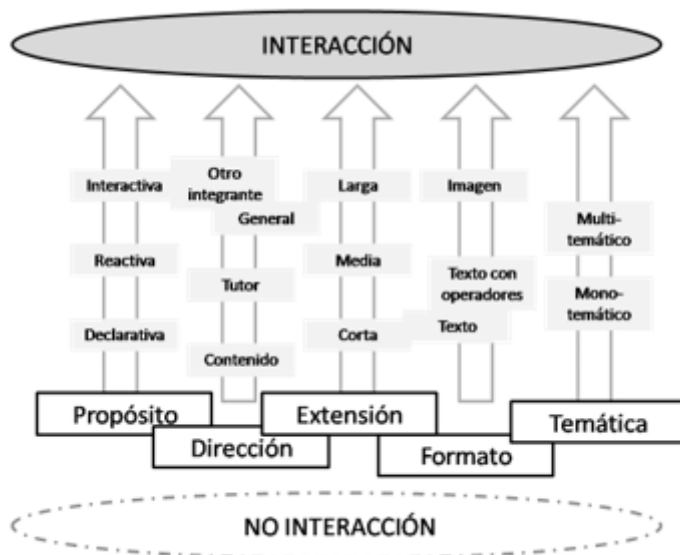 INTERACCIÓN
Interactiva
Otro
integrante
General
Larga
Imagen
Multi-
temático
Reactiva
Tutor
Media
Texto con
operadores
Mono-
temático
Declarativa
Contenido
Corta
Texto
Propósito
Dirección
Extensión
Formato
Temática
NO INTERACCIÓN